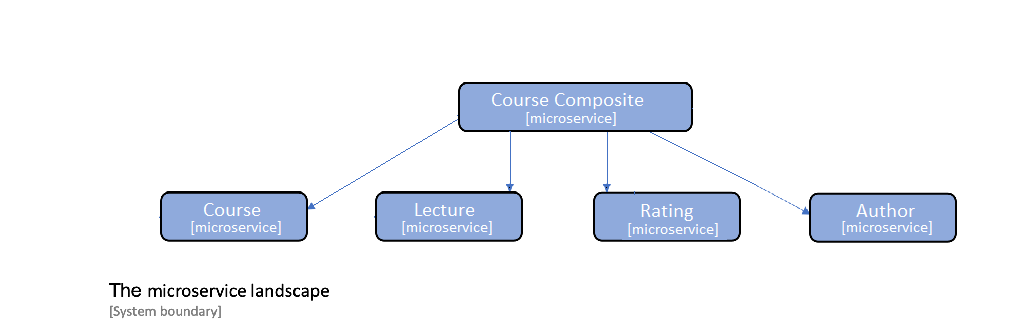 Course Composite
[microservice]
Course
[microservice]
Lecture
[microservice]
Rating
[microservice]
Author
[microservice]
The microservice landscape
[System boundary]